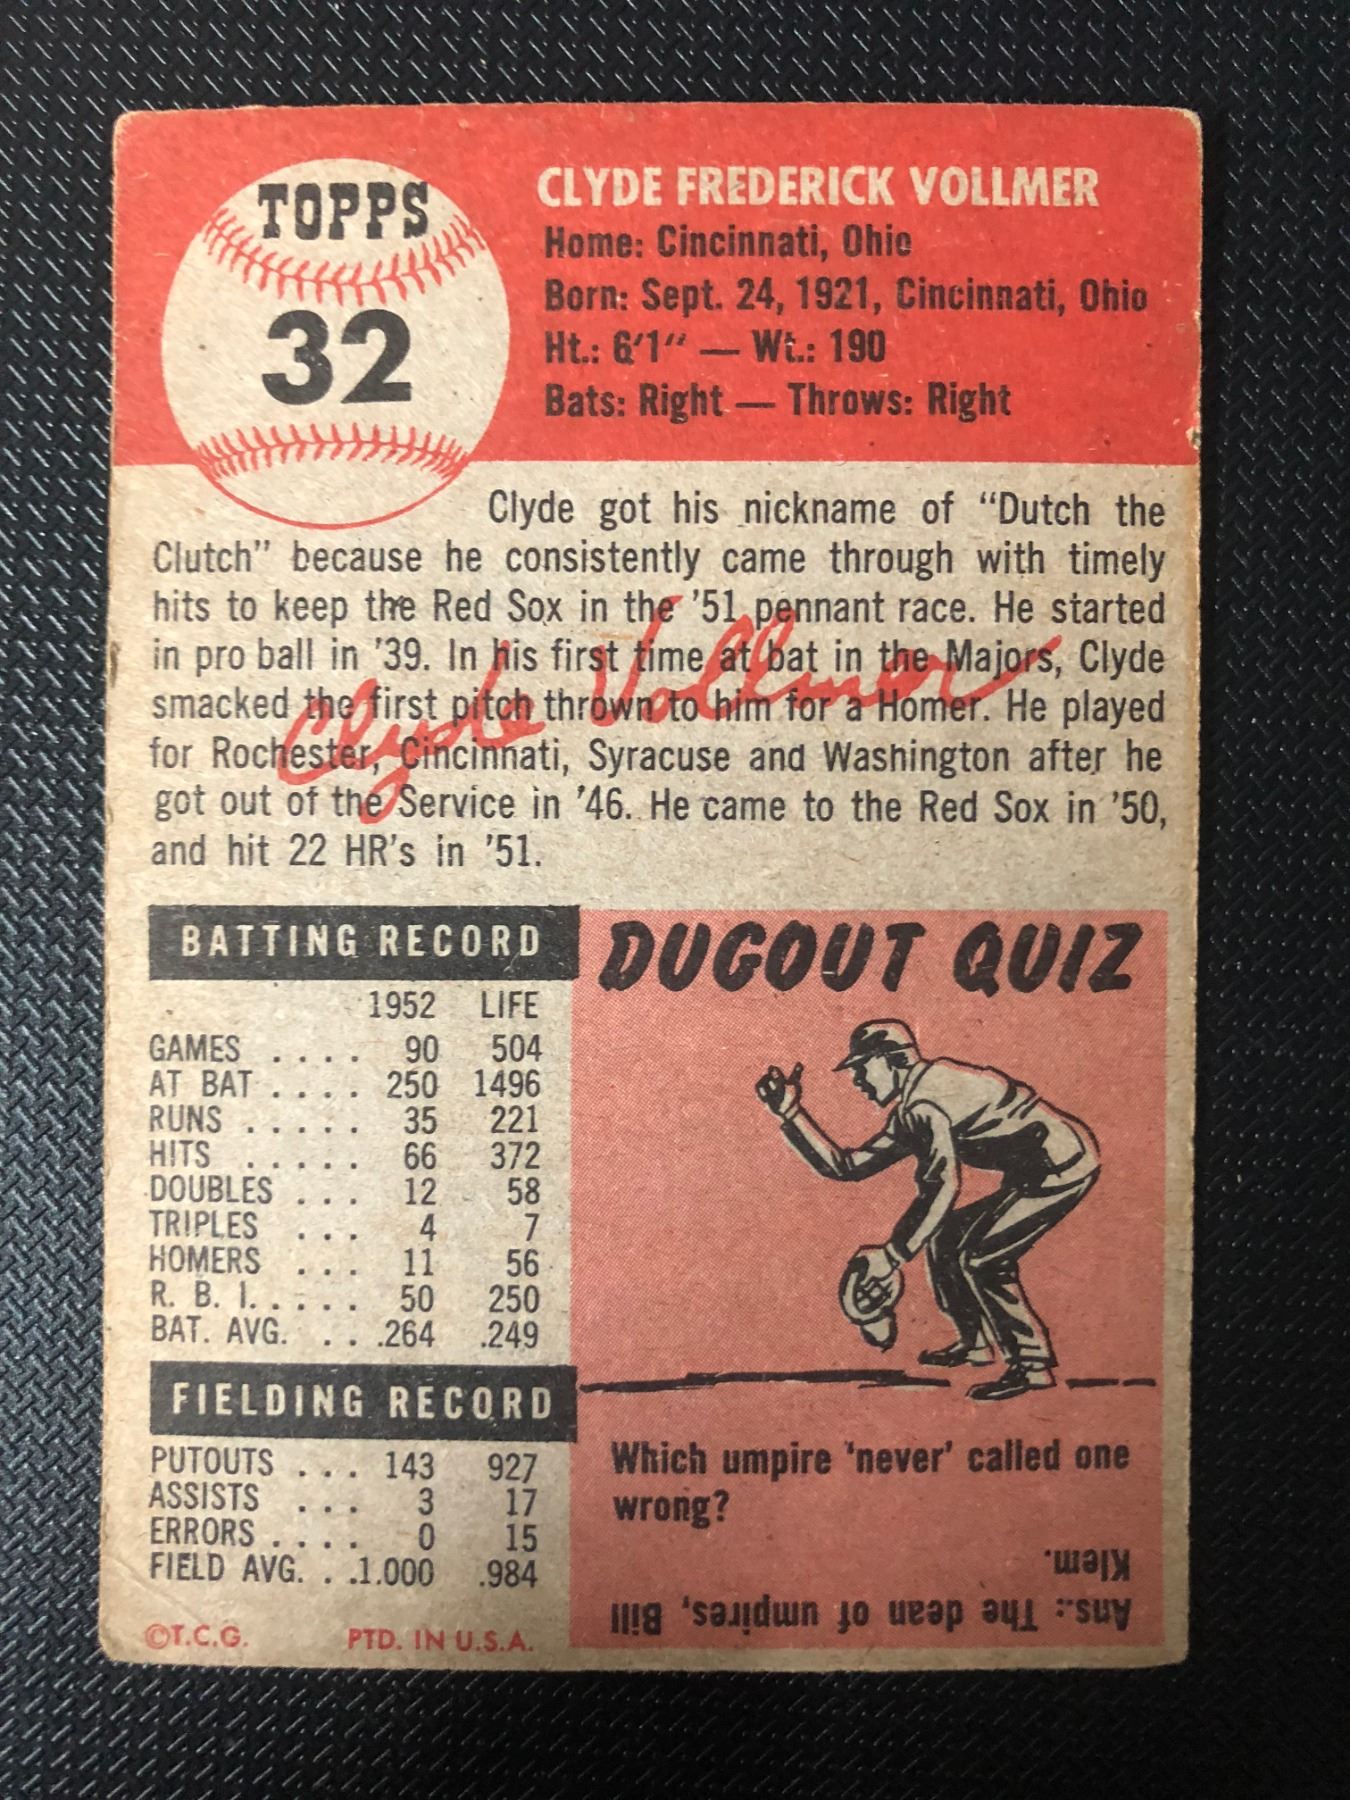 TOPPS
32
CLYDE FREDERICK VOLLMER
Home: Cincinnati, Ohio
Born: Sept. 24, 1921, Cincinnati, Ohio
Ht.: 6'1" — Wt.: 190
Bats: Right — Throws: Right
Clyde got his nickname of "Dutch the
Clutch" because he consistently came through with timely
hits to keep the Red Sox in the '51 pennant race. He started
in pro ball in '39. In his first time at bat in the Majors, Clyde
smacked the first pitch thrown to him for a Homer. He played
for Rochester, Cincinnati, Syracuse and Washington after he
got out of the Service in '46. He came to the Red Sox in '50,
and hit 22 HR's in '51.
Clyde Vollmer
BATTING RECORD
1952 LIFE
GAMES . . . . 90 504
AT BAT . . . . 250 1496
RUNS . . . . . 35 221
HITS . . . . . 66 372
DOUBLES . . . 12 58
TRIPLES . . . 4 7
HOMERS . . . 11 56
R. B. I. . . . . 50 250
BAT. AVG. . . . .264 .249
FIELDING RECORD
PUTOUTS . . . 143 927
ASSISTS . . . 3 17
ERRORS . . . . 0 15
FIELD AVG. . . 1.000 .984
©T.C.G. PTD. IN U.S.A.
DUGOUT QUIZ
Which umpire 'never' called one
wrong?
Ans.: The dean of umpires, Bill
Klem.